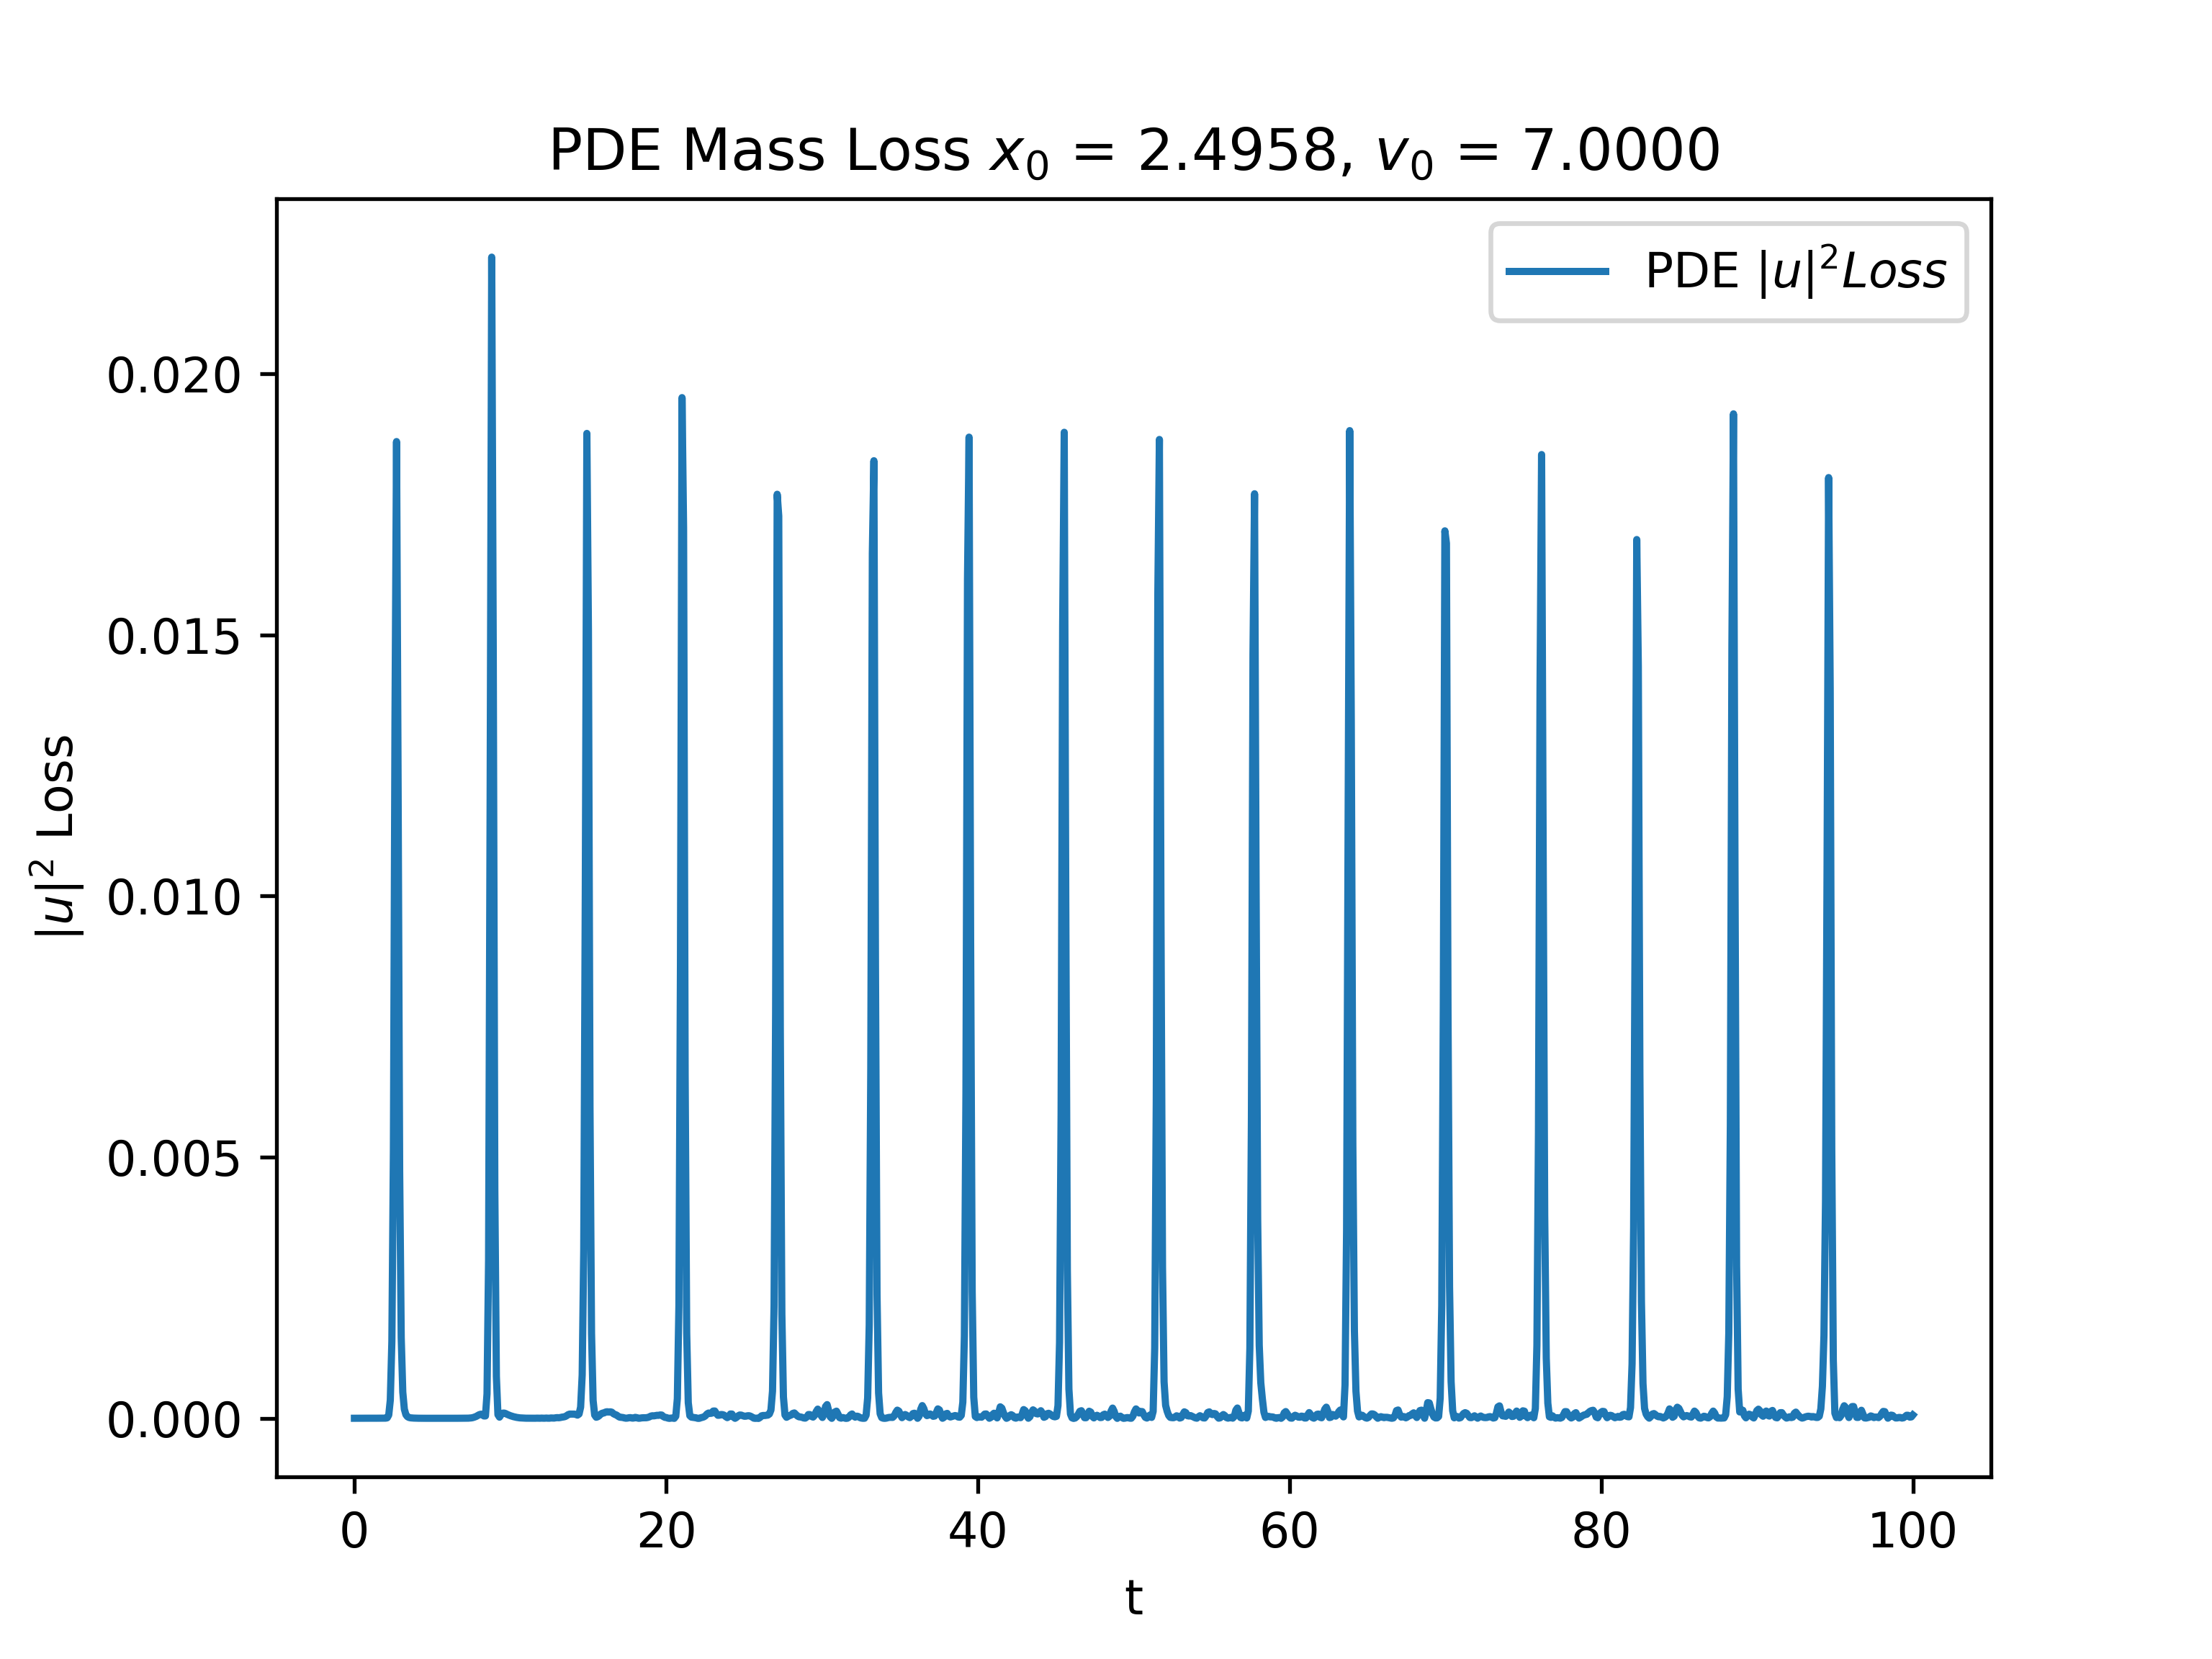 PDE Mass Loss x₀ = 2.4958, v₀ = 7.0000
PDE |u|²Loss
|u|² Loss
0.020
0.015
0.010
0.005
0.000
0 20 40 60 80 100
t